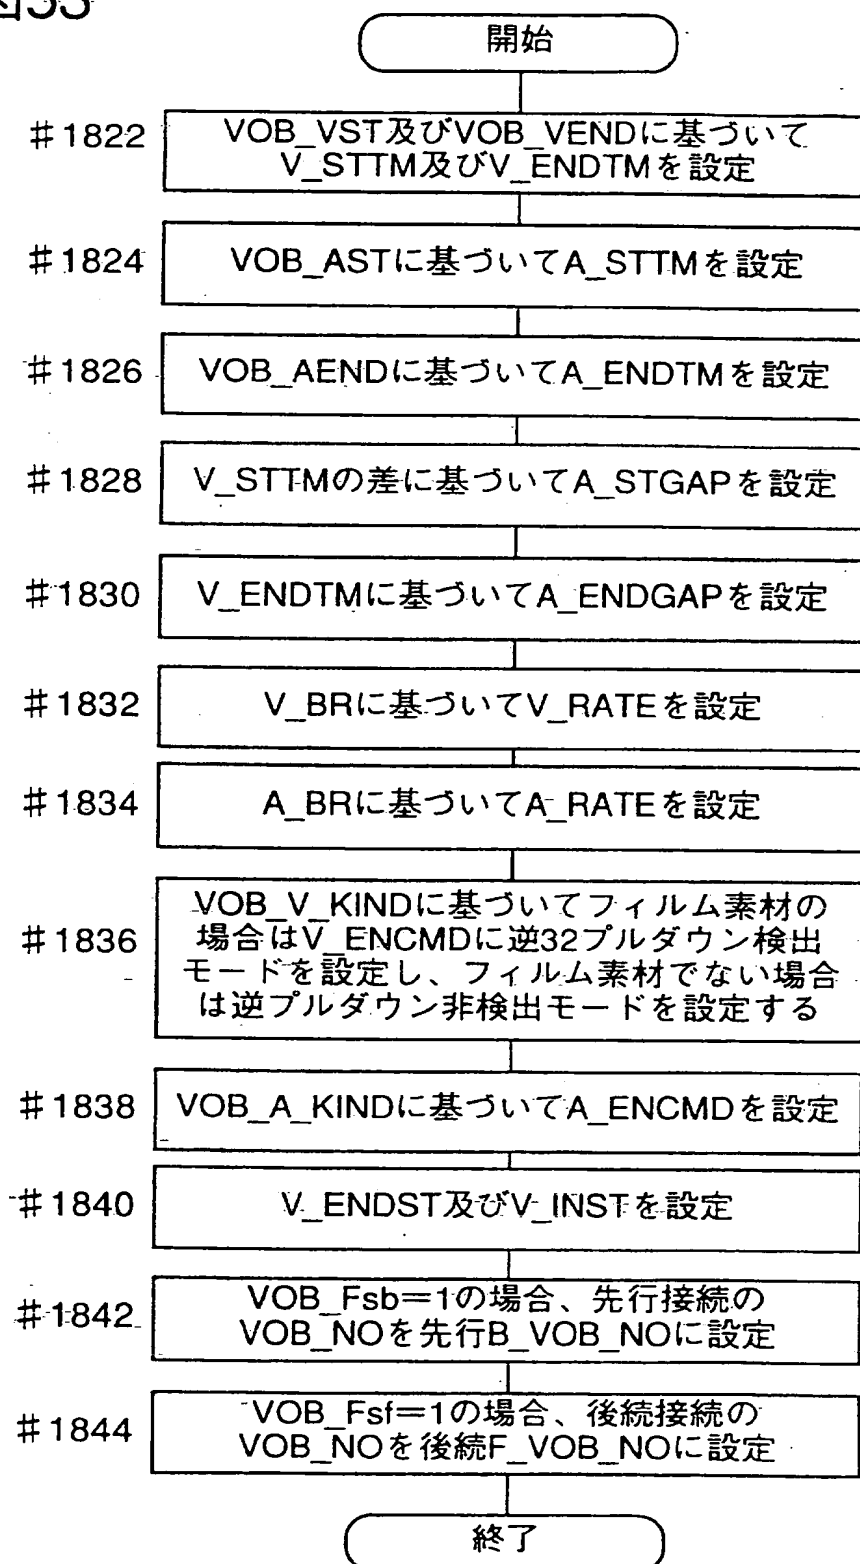 図53
開始
#1822
VOB_VST及びVOB_VENDに基づいて
V_STTM及びV_ENDTMを設定
#1824
VOB_ASTに基づいてA_STTMを設定
#1826
VOB_AENDに基づいてA_ENDTMを設定
#1828
V_STTMの差に基づいてA_STGAPを設定
#1830
V_ENDTMに基づいてA_ENDGAPを設定
#1832
V_BRに基づいてV_RATEを設定
#1834
A_BRに基づいてA_RATEを設定
#1836
VOB_V_KINDに基づいてフィルム素材の
場合はV_ENCMDに逆32プルダウン検出
モードを設定し、フィルム素材でない場合
は逆プルダウン非検出モードを設定する
#1838
VOB_A_KINDに基づいてA_ENCMDを設定
#1840
V_ENDST及びV_INSTを設定
#1842
VOB_Fsb=1の場合、先行接続の
VOB_NOを先行B_VOB_NOに設定
#1844
VOB_Fsf=1の場合、後続接続の
VOB_NOを後続F_VOB_NOに設定
終了